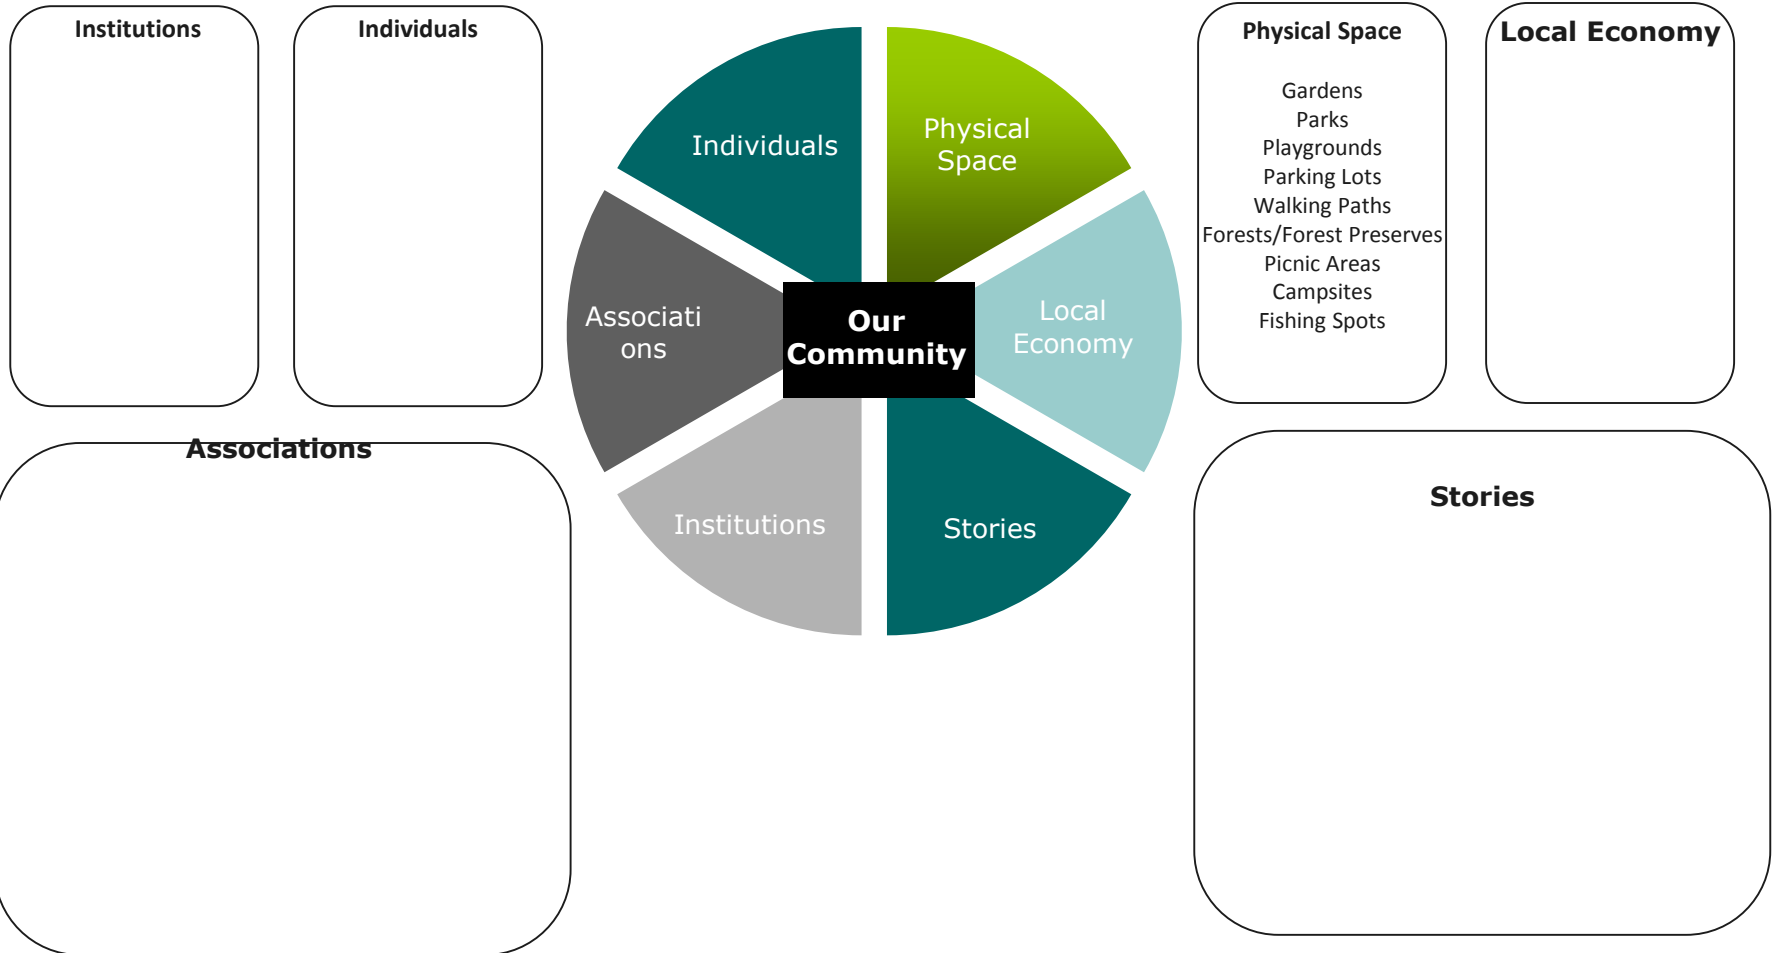 Institutions
Individuals
Physical Space
Gardens
Parks
Playgrounds
Parking Lots
Walking Paths
Forests/Forest Preserves
Picnic Areas
Campsites
Fishing Spots
Local Economy
Individuals
Physical
Space
Associati
ons
Our
Community
Local
Economy
Institutions
Stories
Associations
Stories